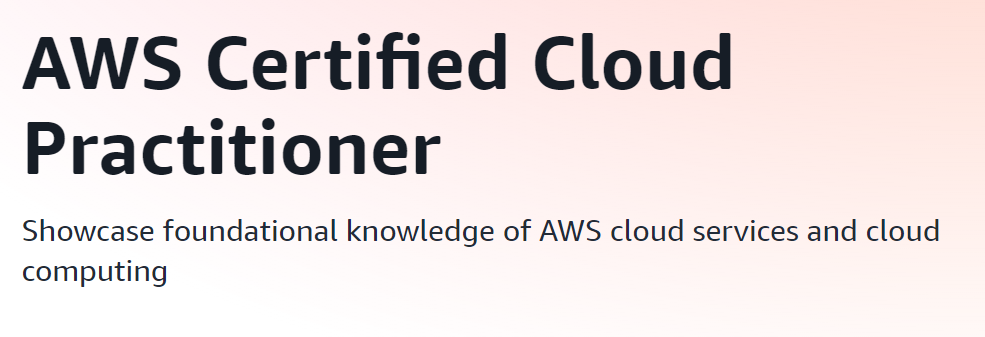 AWS Certified Cloud
Practitioner
Showcase foundational knowledge of AWS cloud services and cloud
computing